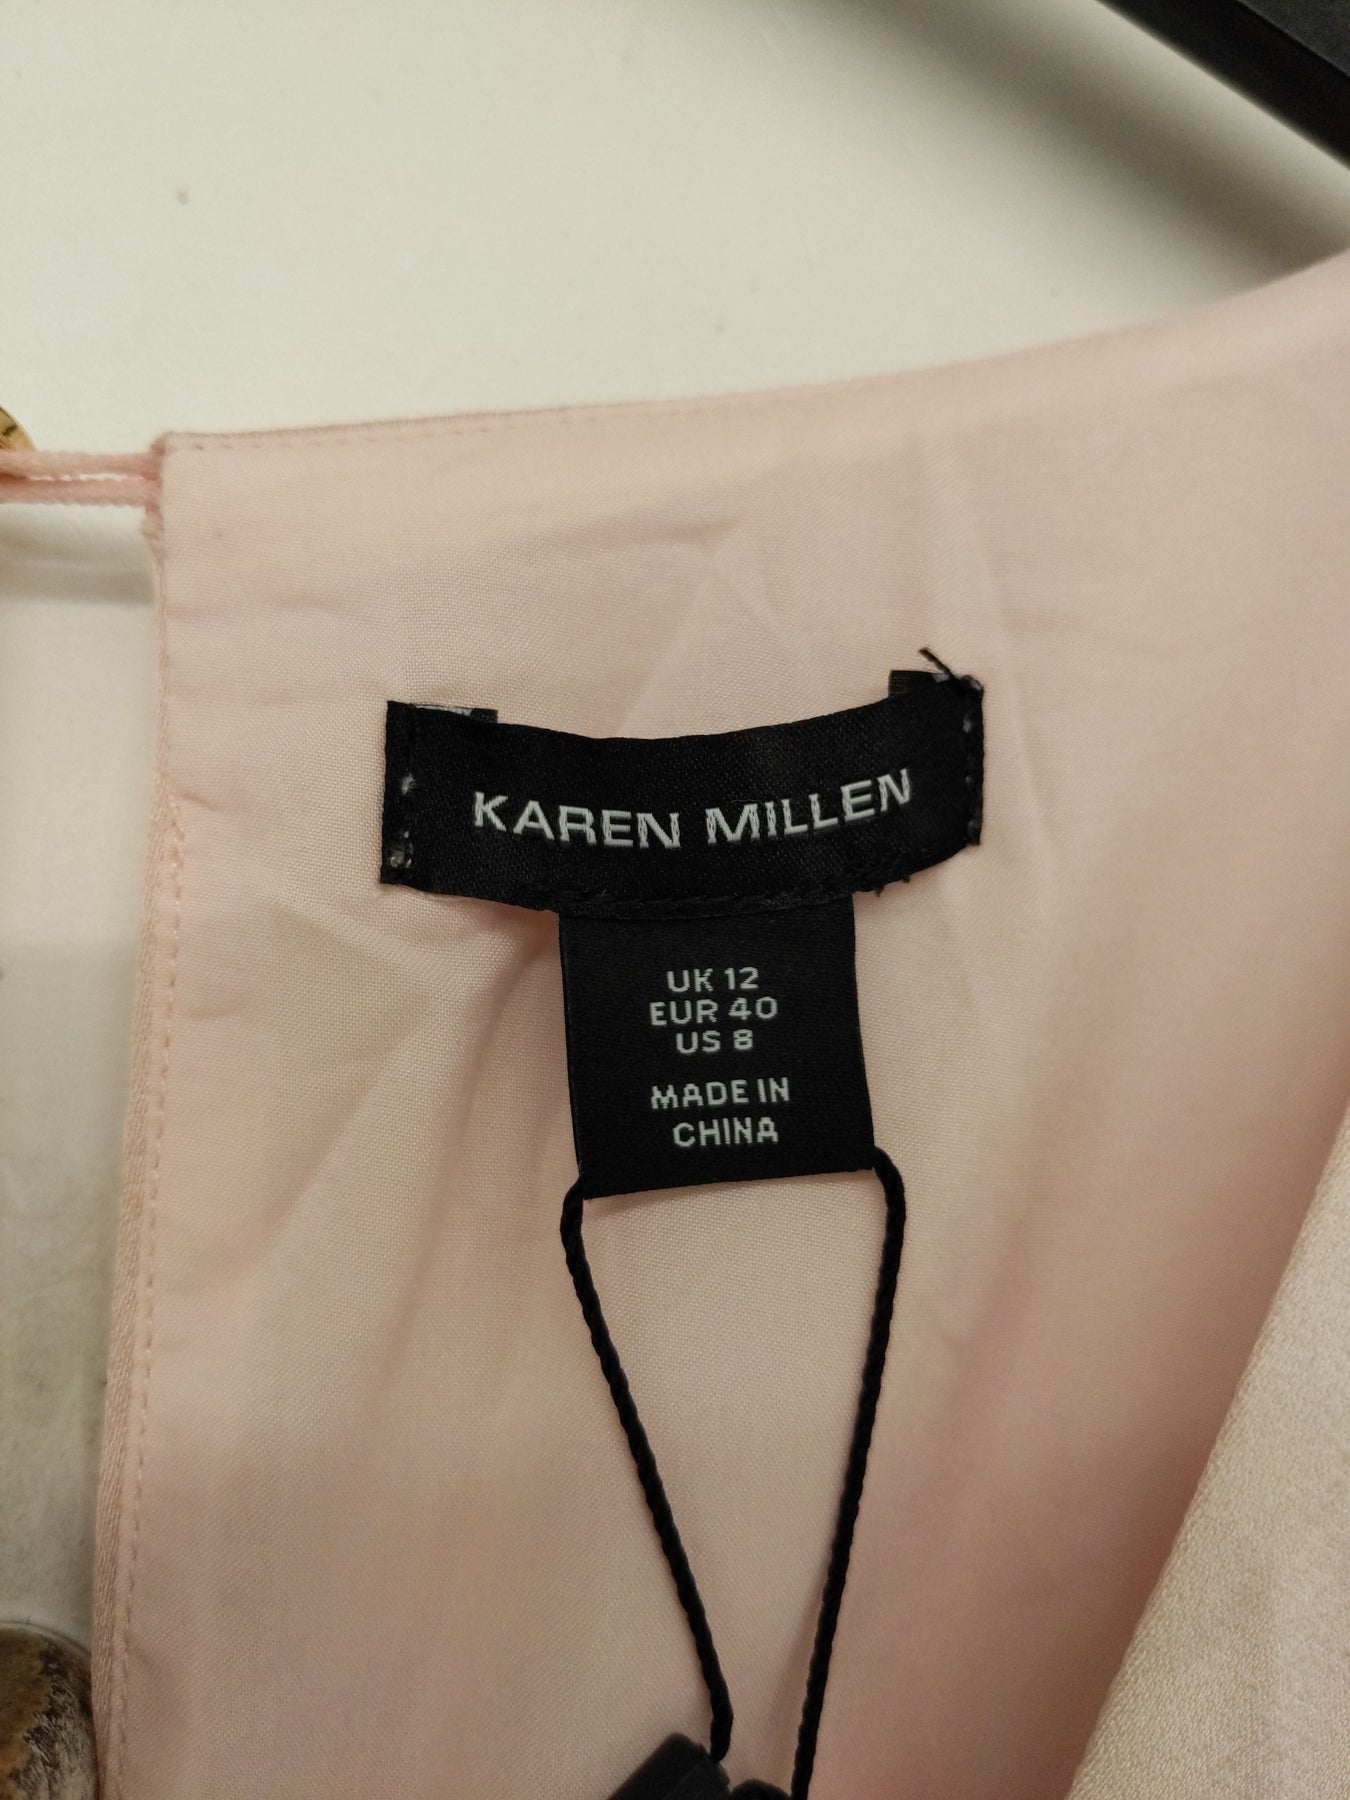 KAREN MILLEN
UK 12
EUR 40
US 8
MADE IN
CHINA